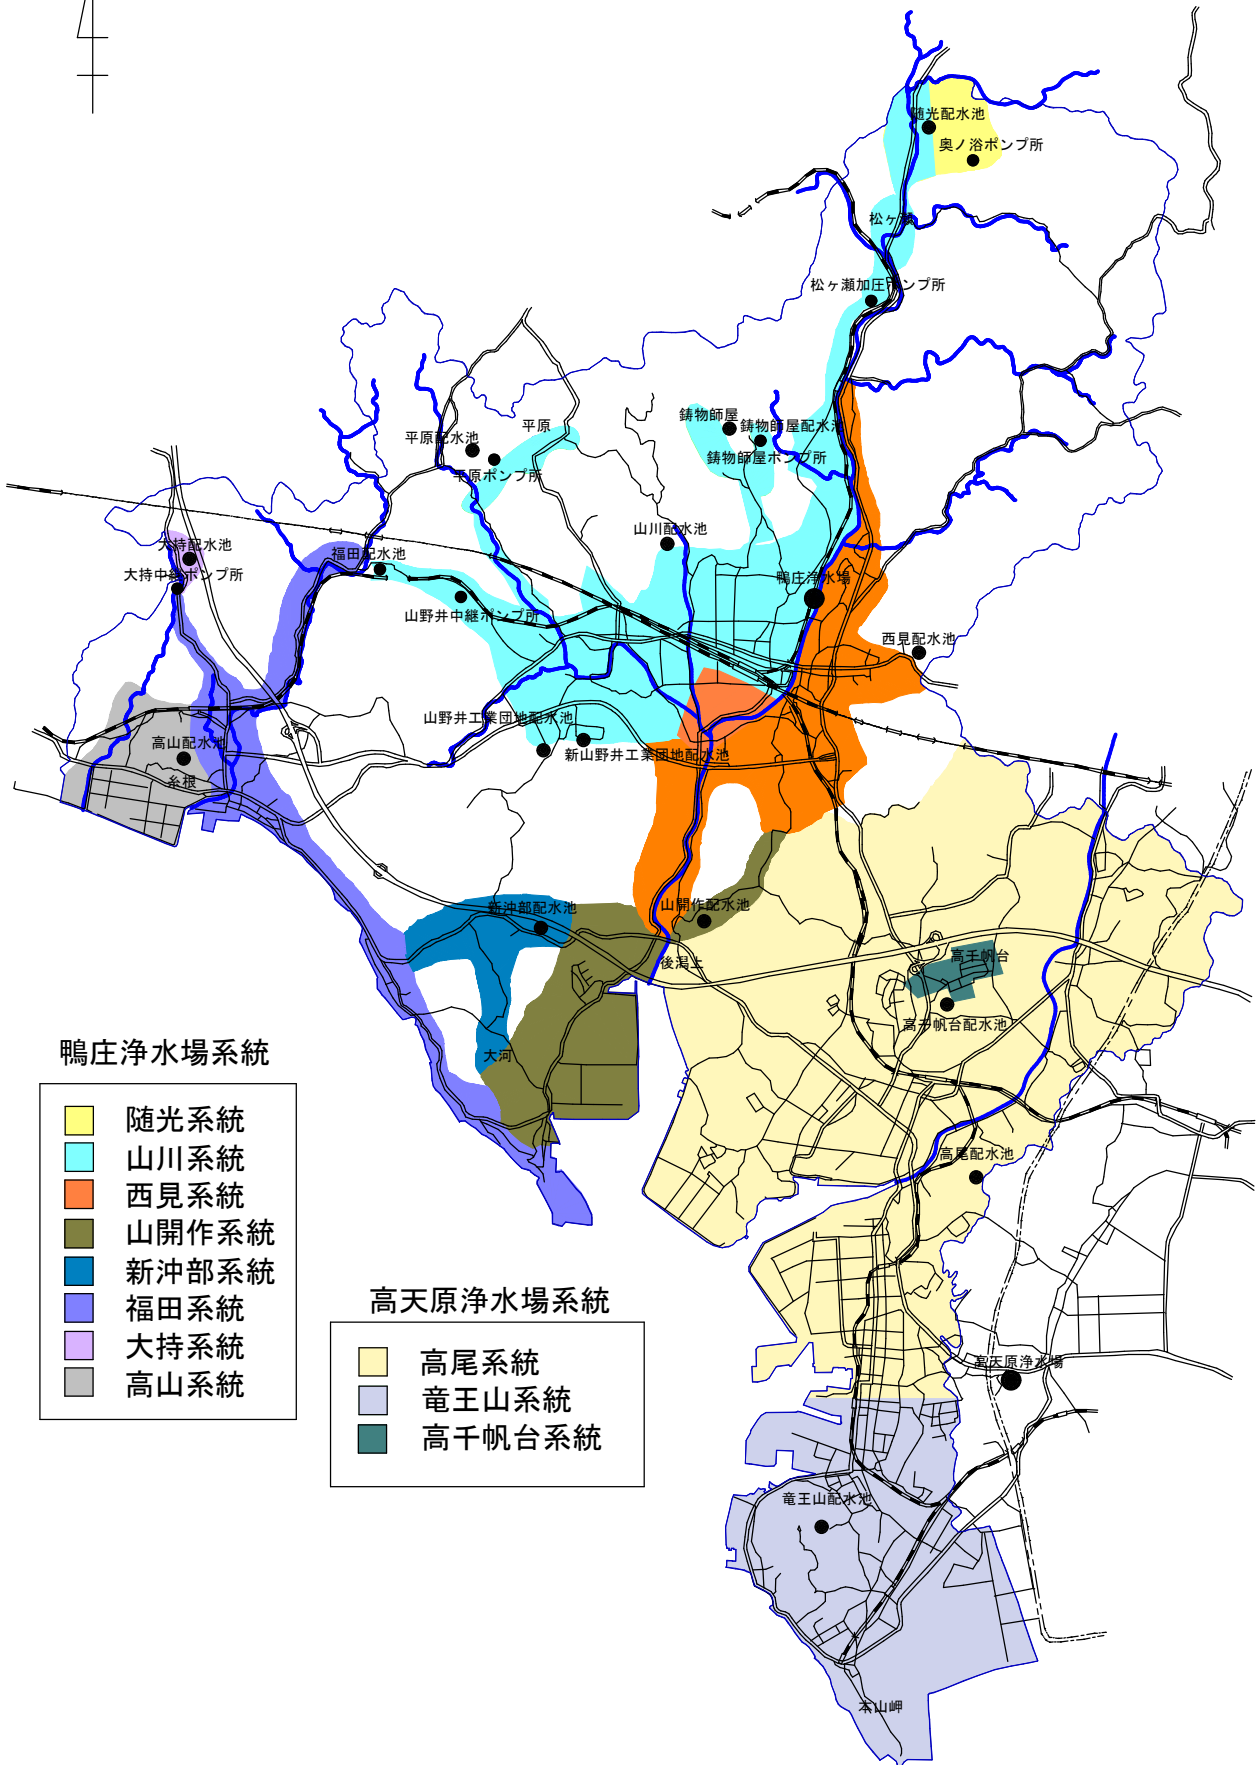 随光配水池
奥ノ浴ポンプ所
松ヶ瀬
松ヶ瀬加圧ポンプ所
鋳物師屋
鋳物師屋配水池
鋳物師屋ポンプ所
平原
平原配水池
平原ポンプ所
山川配水池
大持配水池
大持中継ポンプ所
福田配水池
山野井中継ポンプ所
鴨庄浄水場
西見配水池
山野井工業団地配水池
新山野井工業団地配水池
高山配水池
糸根
新沖部配水池
山開作配水池
後潟上
高千帆台
高千帆台配水池
大河
高尾配水池
鴨庄浄水場系統
随光系統
山川系統
西見系統
山開作系統
新沖部系統
福田系統
大持系統
高山系統
高天原浄水場系統
高尾系統
竜王山系統
高千帆台系統
高天原浄水場
竜王山配水池
本山岬